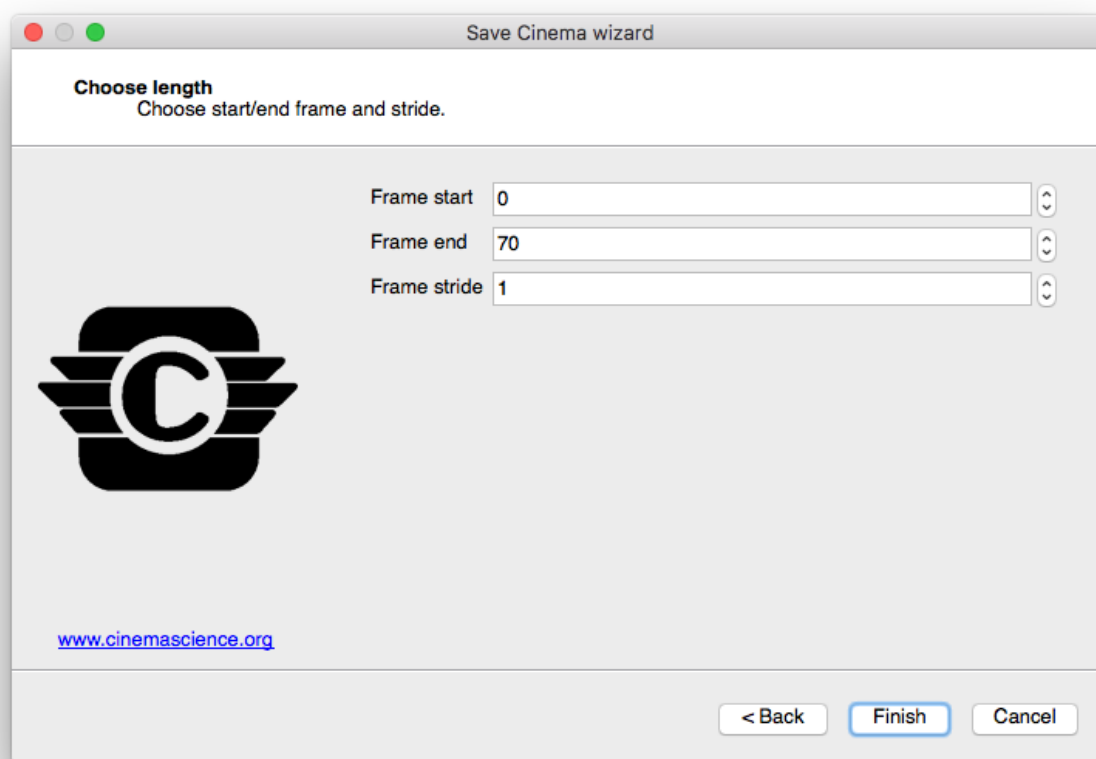 Save Cinema wizard
Choose length
Choose start/end frame and stride.
Frame start 0
Frame end 70
Frame stride 1
C
www.cinemascience.org
< Back Finish Cancel